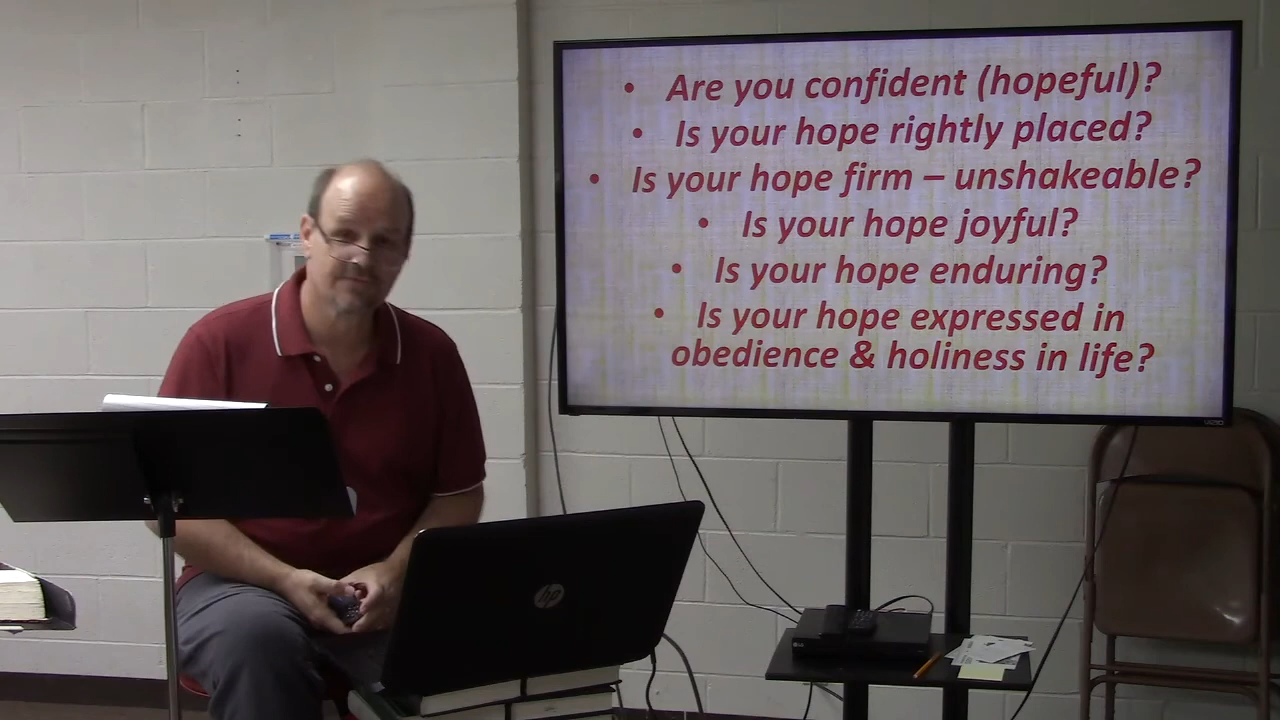 • Are you confident (hopeful)?
• Is your hope rightly placed?
• Is your hope firm – unshakeable?
• Is your hope joyful?
• Is your hope enduring?
• Is your hope expressed in
obedience & holiness in life?
VIZIO
hp